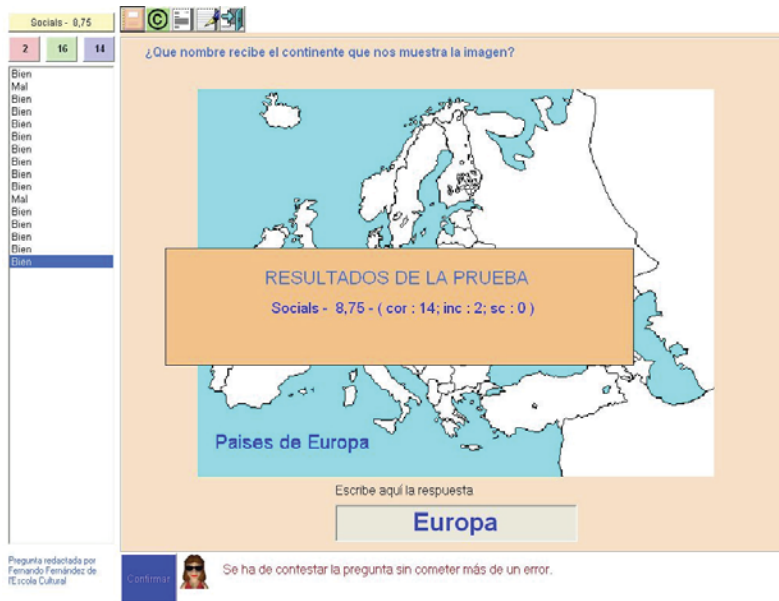 Socials - 8,75
2 16 14
Bien
Mal
Bien
Bien
Bien
Bien
Bien
Bien
Bien
Bien
Mal
Bien
Bien
Bien
Bien
Bien
¿Que nombre recibe el continente que nos muestra la imagen?
RESULTADOS DE LA PRUEBA
Socials - 8,75 - ( cor : 14; inc : 2; sc : 0 )
Paises de Europa
Escribe aquí la respuesta
Europa
Pregunta redactada por
Fernando Fernández de
l'Escola Cultural
Confirmar
Se ha de contestar la pregunta sin cometer más de un error.